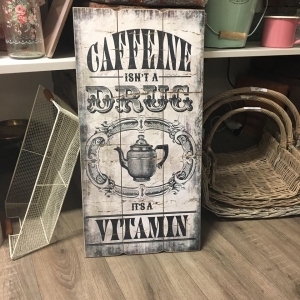 CAFFEINE
ISN'T A
DRUG
IT'S A
VITAMIN